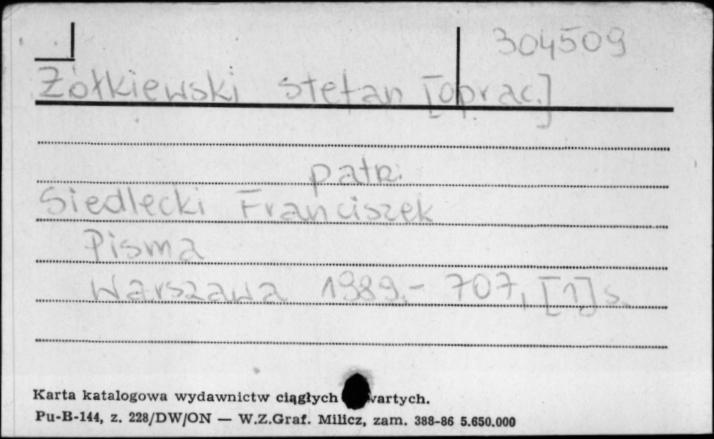 304509
Żółkiewski Stefan [oprac.]
patrz
Siedlecki Franciszek
Pisma
Warszawa 1989.- 707, [1] s.
Karta katalogowa wydawnictw ciągłych wartych.
Pu-B-144, z. 228/DW/ON — W.Z.Graf. Milicz, zam. 388-86 5.650.000